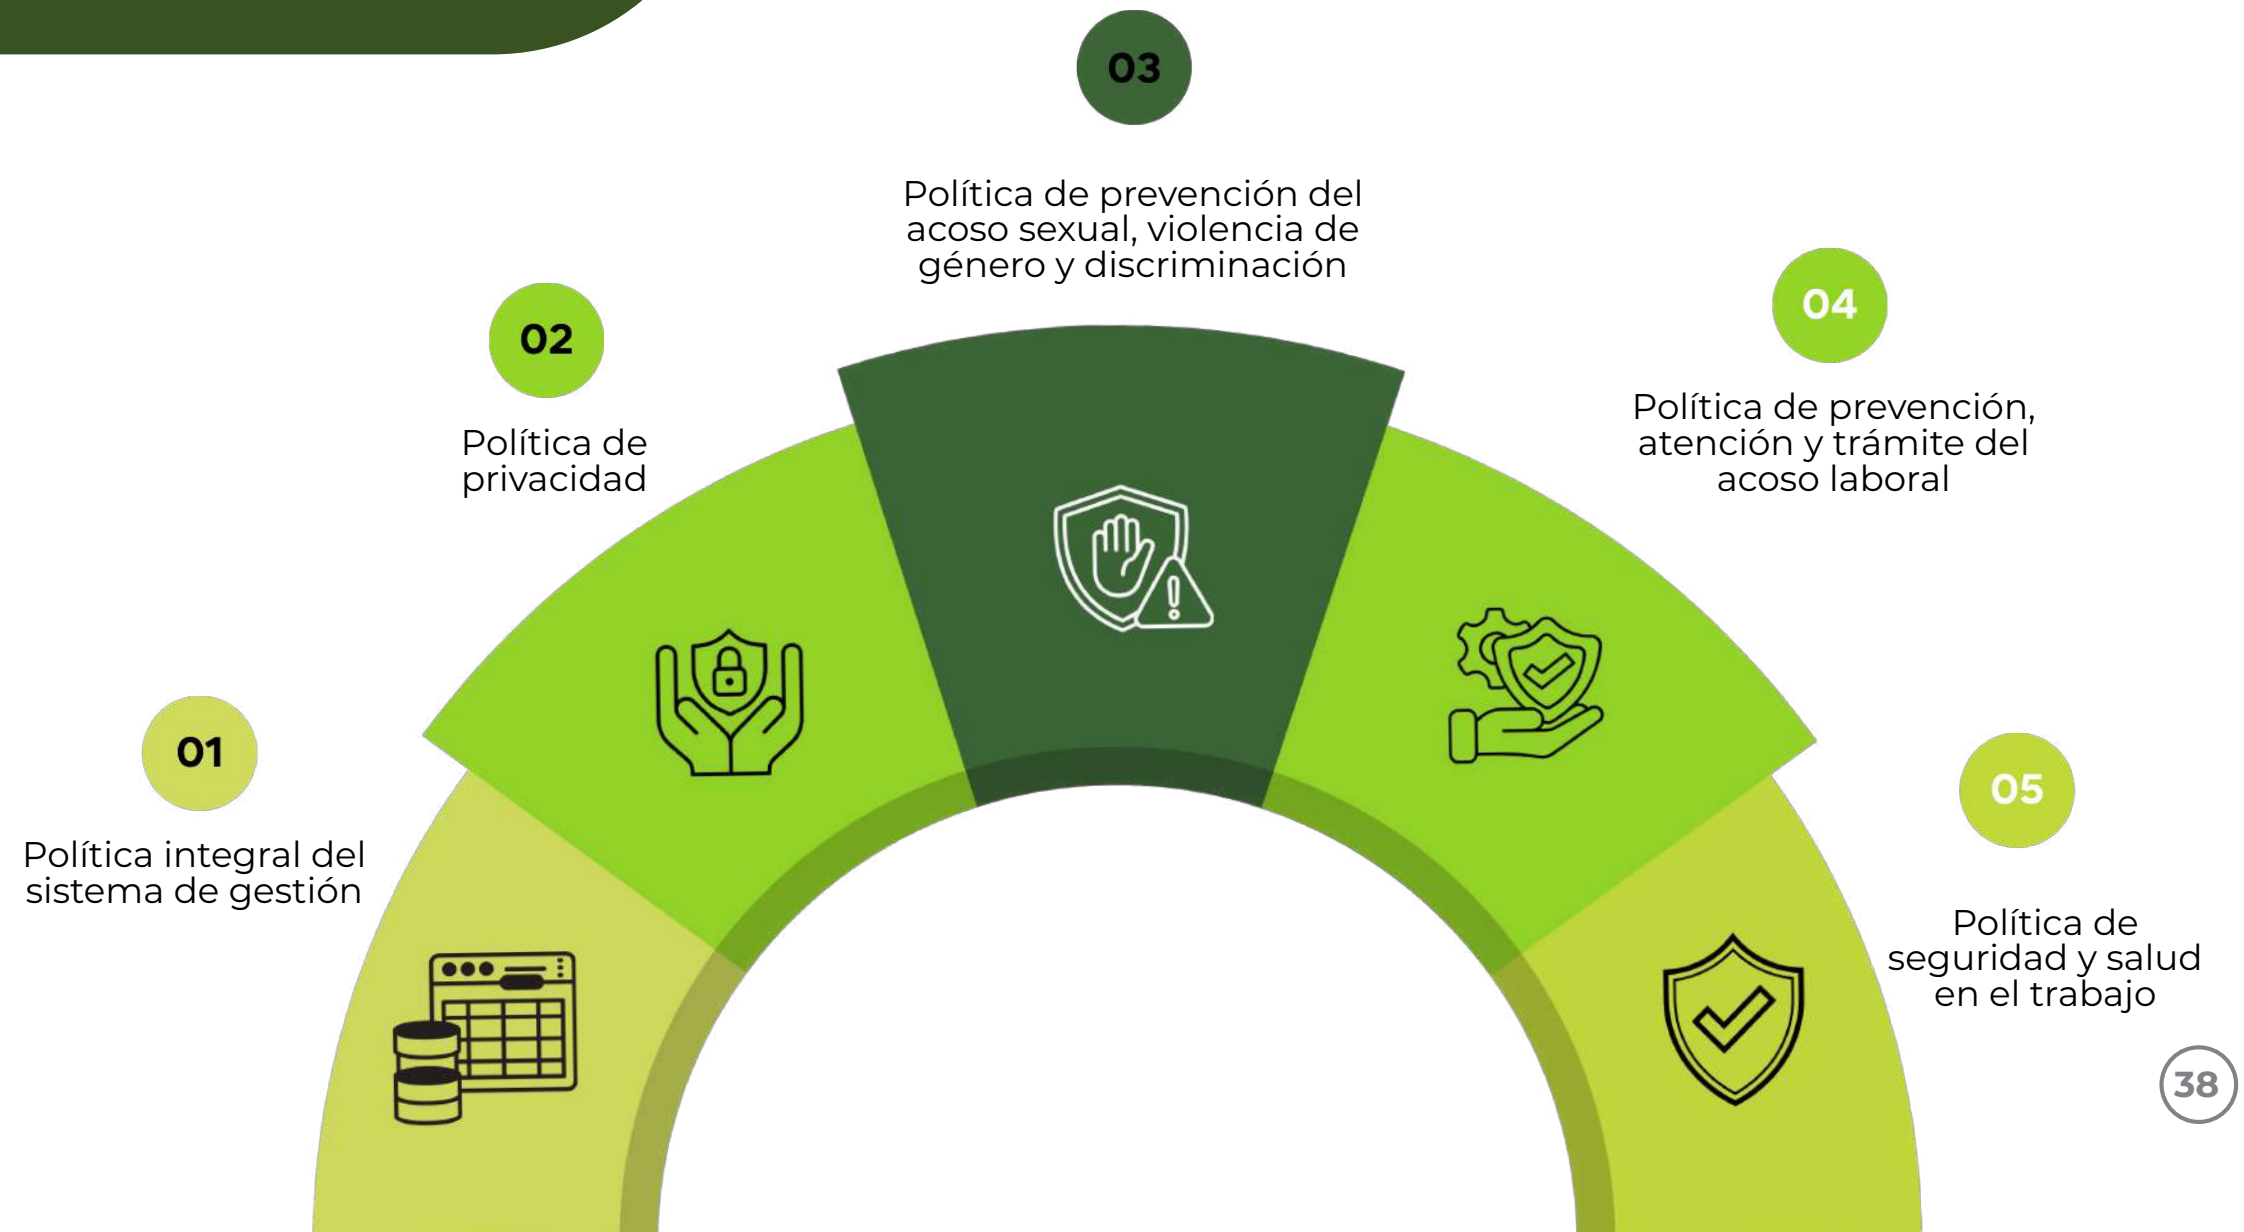 01
Política integral del
sistema de gestión
02
Política de
privacidad
03
Política de prevención del
acoso sexual, violencia de
género y discriminación
04
Política de prevención,
atención y trámite del
acoso laboral
05
Política de
seguridad y salud
en el trabajo
38